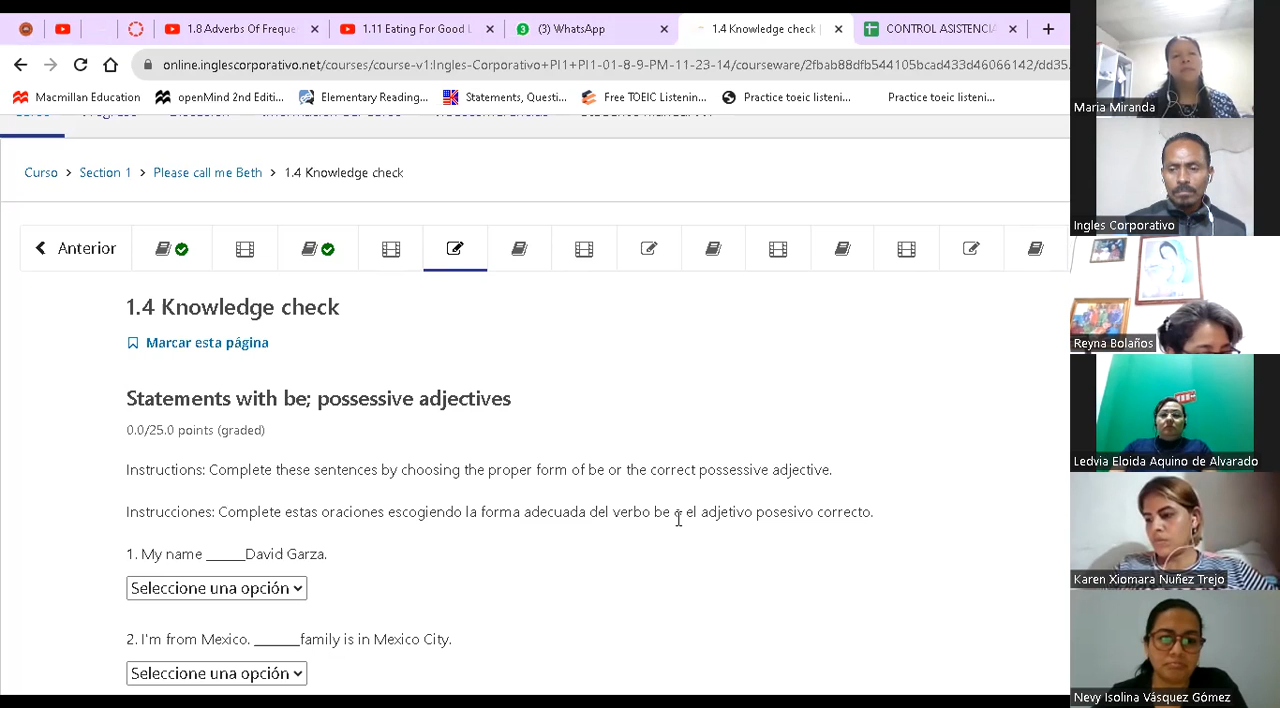 1.8 Adverbs Of Freque
1.11 Eating For Good L
(3) WhatsApp
1.4 Knowledge check
CONTROL ASISTENCIA
online.inglescorporativo.net/courses/course-v1:Ingles-Corporativo+PI1+PI1-01-8-9-PM-11-23-14/courseware/2fbab88dfb544105bcad433d46066142/dd35.
Macmillan Education
openMind 2nd Editi...
Elementary Reading...
Statements, Questi...
Free TOEIC Listenin...
Practice toeic listeni...
Practice toeic listeni...
Curso > Section 1 > Please call me Beth > 1.4 Knowledge check
Anterior
1.4 Knowledge check
Marcar esta página
Statements with be; possessive adjectives
0.0/25.0 points (graded)
Instructions: Complete these sentences by choosing the proper form of be or the correct possessive adjective.
Instrucciones: Complete estas oraciones escogiendo la forma adecuada del verbo be o el adjetivo posesivo correcto.
1. My name ______David Garza.
Seleccione una opción
2. I'm from Mexico. _______family is in Mexico City.
Seleccione una opción
Maria Miranda
Ingles Corporativo
Reyna Bolaños
Ledvia Eloida Aquino de Alvarado
Karen Xiomara Nuñez Trejo
Nevy Isolina Vásquez Gómez